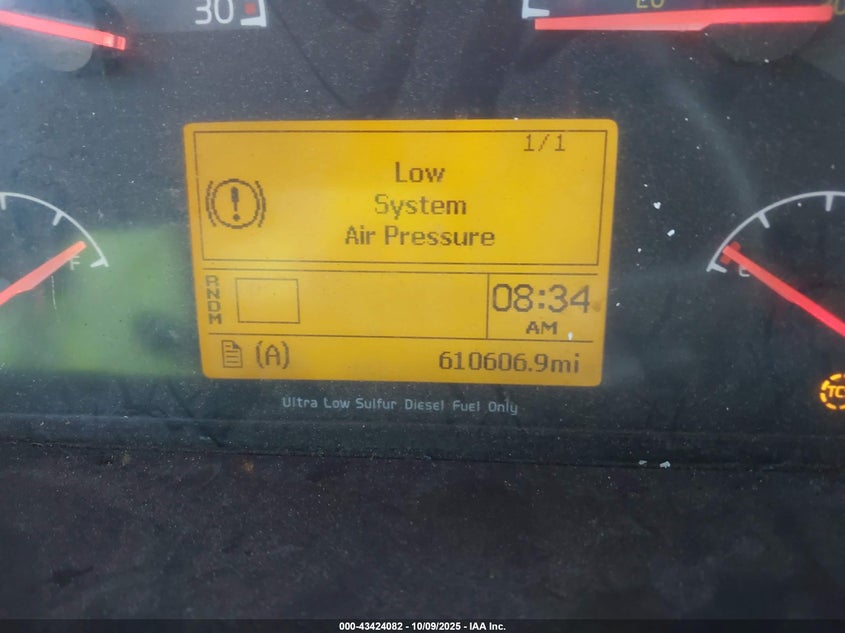 30
20
1/1
Low
System
Air Pressure
F
C
R
N
D
M
08:34
AM
(A)
610606.9mi
Ultra Low Sulfur Diesel Fuel Only
000-43424082 - 10/09/2025 - IAA Inc.